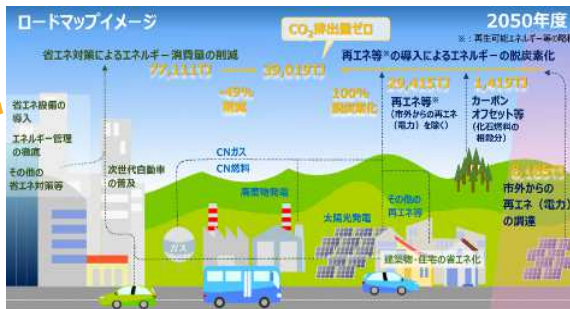 ロードマップイメージ
2050年度
※：再生可能エネルギー等の略称
CO2排出量ゼロ
省エネ対策によるエネルギー消費量の削減
再エネ等※の導入によるエネルギーの脱炭素化
77,111TJ
39,019TJ
29,415TJ
1,419TJ
-49%
削減
100%
脱炭素化
再エネ等※
(市外からの再エネ
(電力)を除く)
カーボン
オフセット等
(化石燃料の
相殺分)
省エネ設備の
導入
エネルギー管理
の徹底
その他の
省エネ対策等
次世代自動車
の普及
CNガス
CN燃料
廃棄物発電
太陽光発電
その他の
再エネ等
8,185TJ
市外からの
再エネ(電力)
の調達
ガス
建築物・住宅の省エネ化